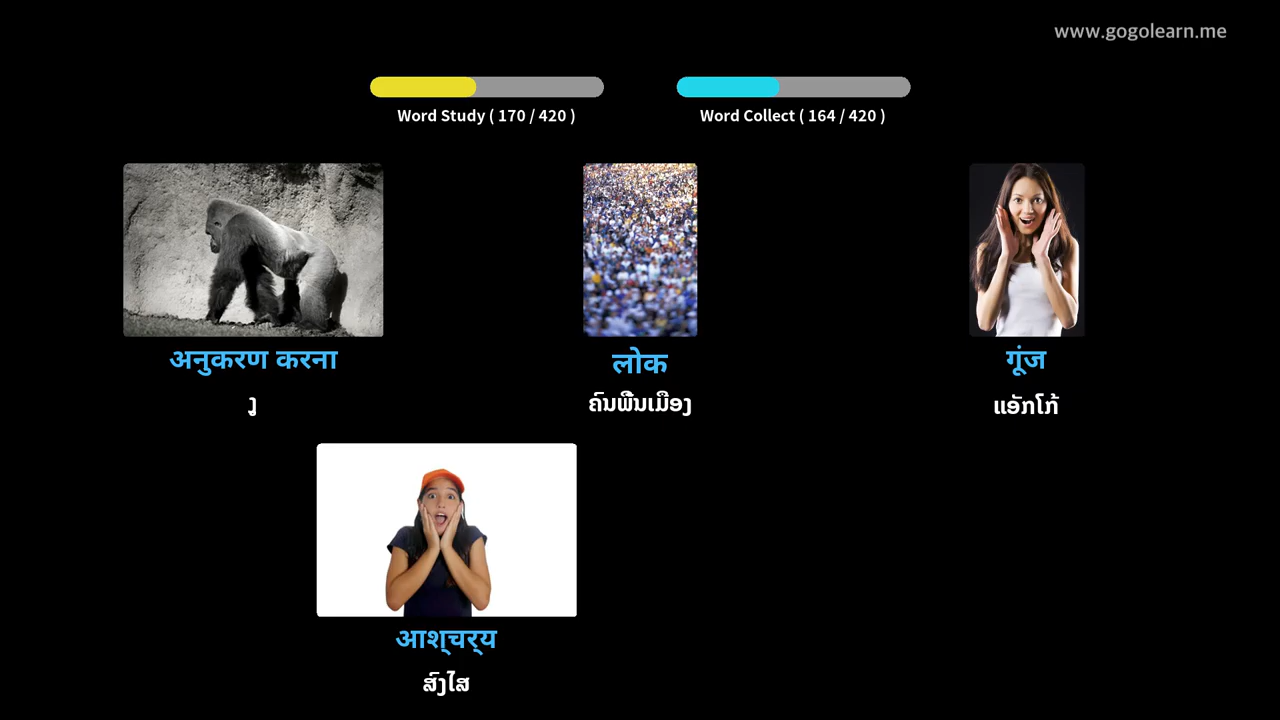 www.gogolearn.me
Word Study ( 170 / 420 )
Word Collect ( 164 / 420 )
अनुकरण करना
लोक
गूंज
ງູ
ຄົນພື້ນເມືອງ
ແອັກໂກ້
आश्चर्य
ສົງໄສ